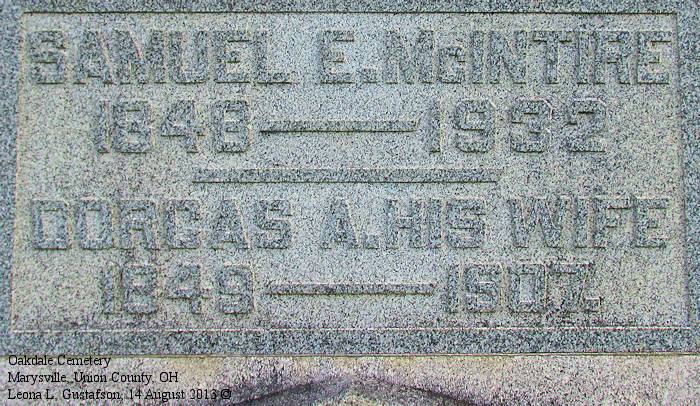 SAMUEL E. McINTIRE
1848 — 1932
DORCAS A. HIS WIFE
1849 — 1907.
Oakdale Cemetery
Marysville, Union County, OH
Leona L. Gustafson, 14 August 2013 ©